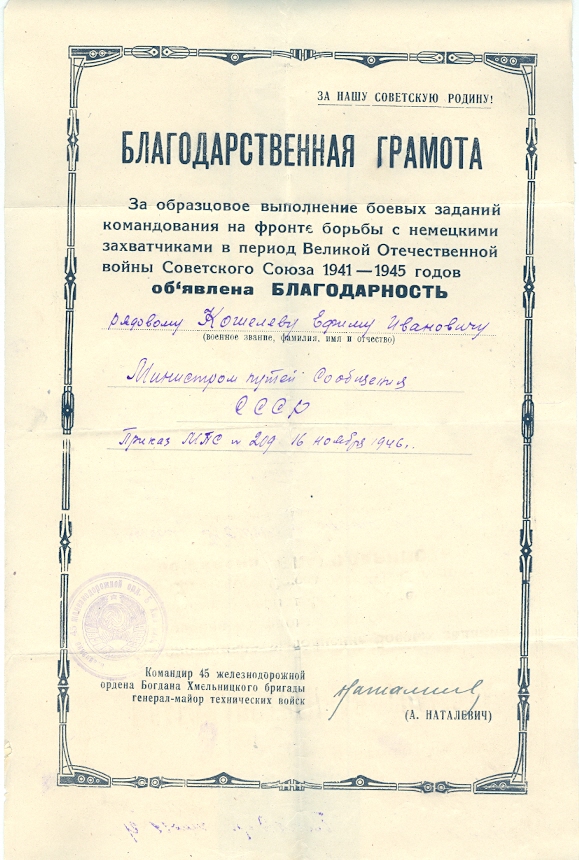 ЗА НАШУ СОВЕТСКУЮ РОДИНУ!
БЛАГОДАРСТВЕННАЯ ГРАМОТА
За образцовое выполнение боевых заданий
командования на фронте борьбы с немецкими
захватчиками в период Великой Отечественной
войны Советского Союза 1941—1945 годов
об'явлена БЛАГОДАРНОСТЬ
рядовому Кошелеву Ефиму Ивановичу
(военное звание, фамилия, имя и отчество)
Министром путей Сообщения
СССР
Приказ МПС № 209 16 ноября 1946г.
Командир 45 железнодорожной
ордена Богдана Хмельницкого бригады
генерал-майор технических войск
(А. НАТАЛЕВИЧ)